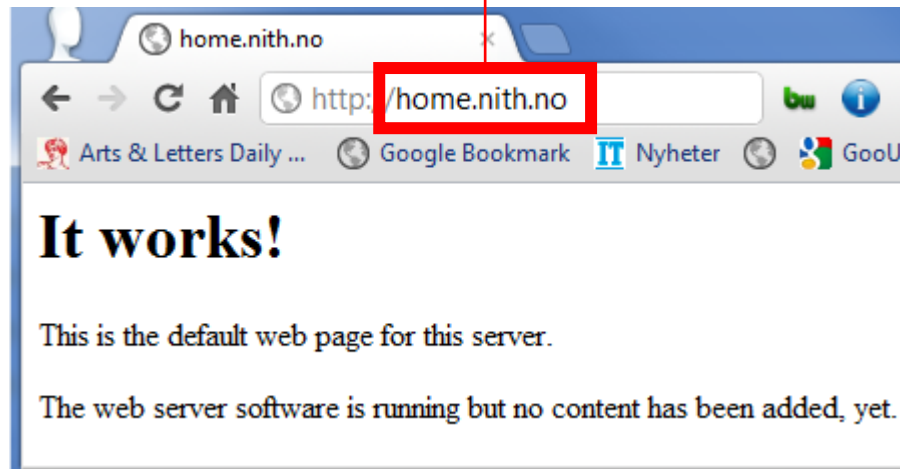 home.nith.no ×
http://home.nith.no bw i
Arts & Letters Daily ... Google Bookmark IT Nyheter GooU
It works!
This is the default web page for this server.
The web server software is running but no content has been added, yet.